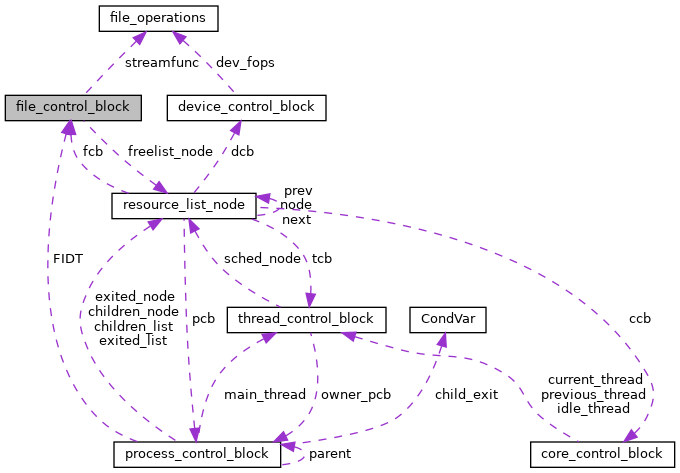 file_operations
streamfunc
dev_fops
file_control_block
device_control_block
fcb
freelist_node
dcb
resource_list_node
prev
node
next
FIDT
sched_node
tcb
exited_node
children_node
children_list
exited_list
pcb
thread_control_block
CondVar
ccb
main_thread
owner_pcb
child_exit
current_thread
previous_thread
idle_thread
process_control_block
parent
core_control_block